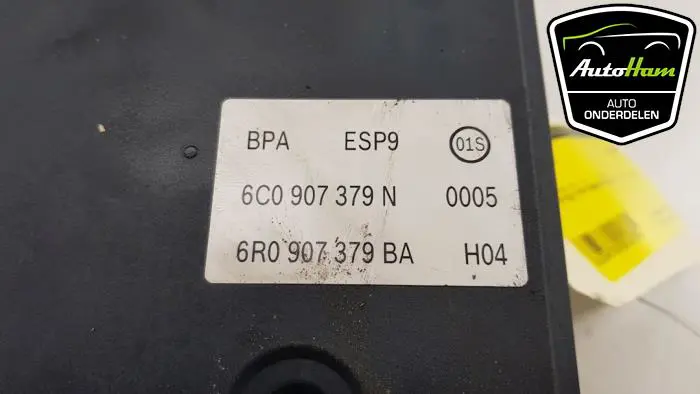 BPA ESP9 01S
6C0 907 379 N 0005
6R0 907 379 BA H04
AutoHam
AUTO
ONDERDELEN